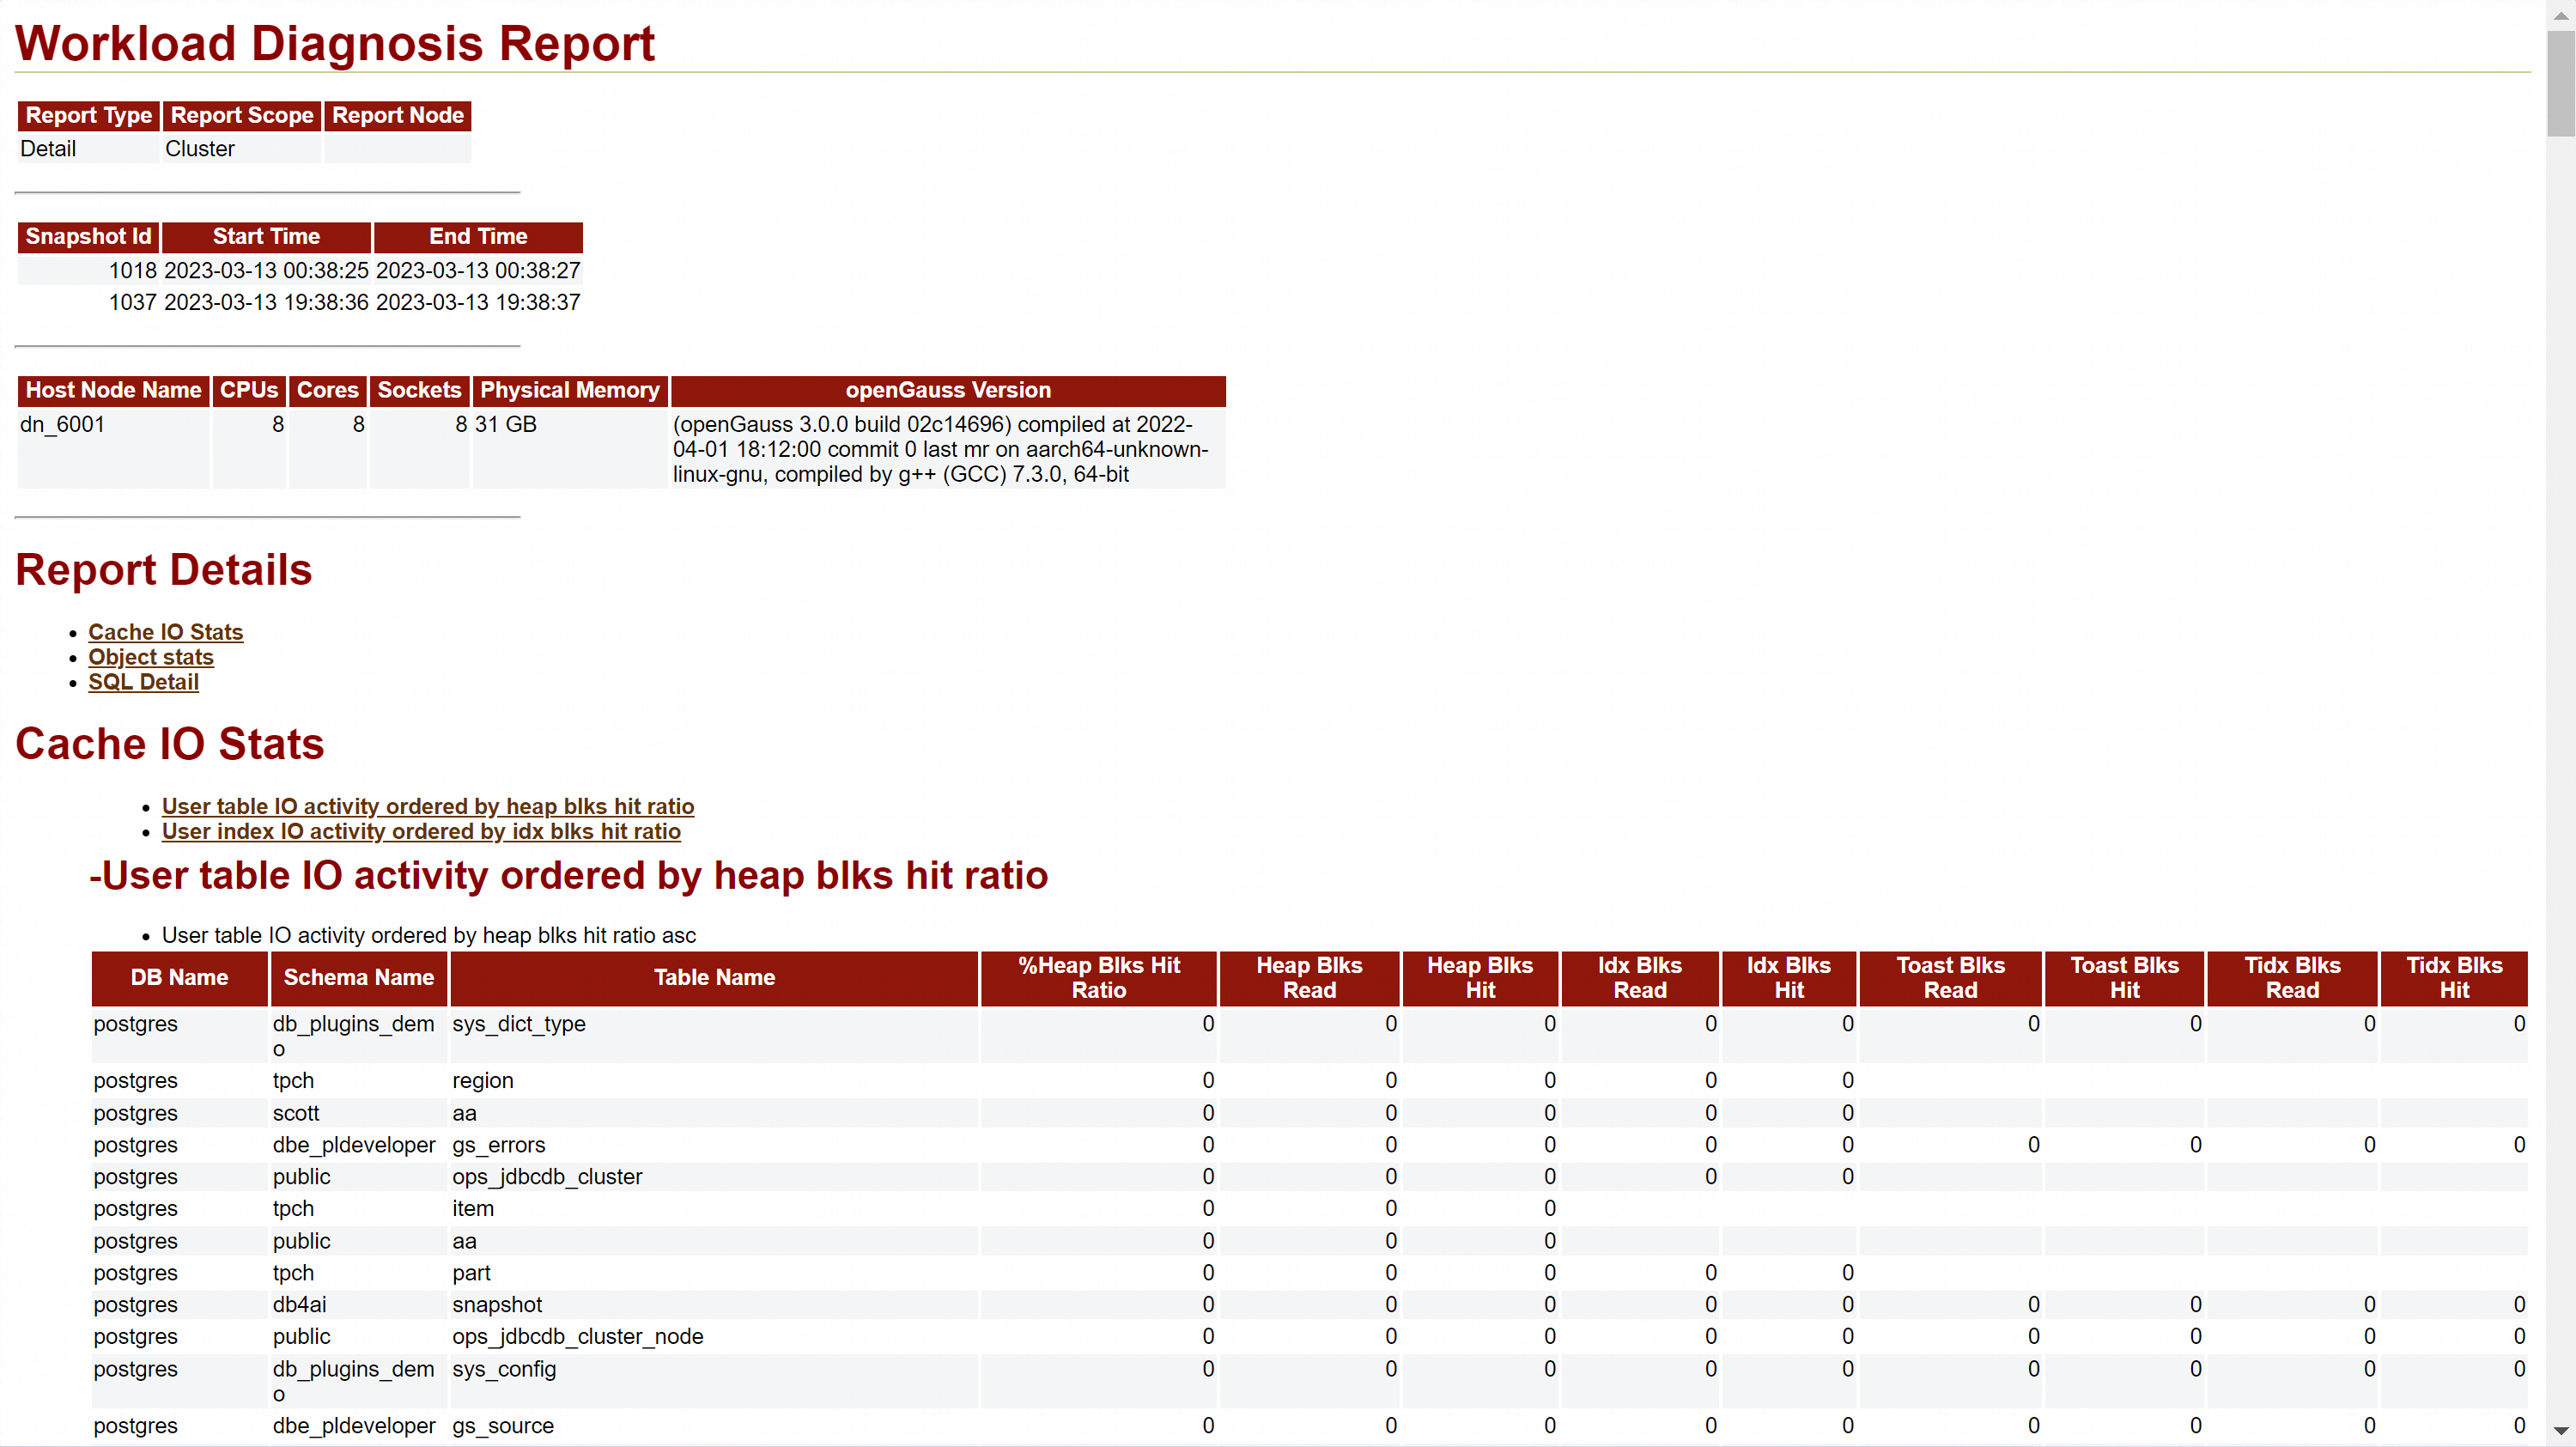 Workload Diagnosis Report
Report Type Report Scope Report Node
Detail Cluster
Snapshot Id Start Time End Time
1018 2023-03-13 00:38:25 2023-03-13 00:38:27
1037 2023-03-13 19:38:36 2023-03-13 19:38:37
Host Node Name CPUs Cores Sockets Physical Memory openGauss Version
dn_6001 8 8 8 31 GB (openGauss 3.0.0 build 02c14696) compiled at 2022-
04-01 18:12:00 commit 0 last mr on aarch64-unknown-
linux-gnu, compiled by g++ (GCC) 7.3.0, 64-bit
Report Details
• Cache IO Stats
• Object stats
• SQL Detail
Cache IO Stats
• User table IO activity ordered by heap blks hit ratio
• User index IO activity ordered by idx blks hit ratio
-User table IO activity ordered by heap blks hit ratio
• User table IO activity ordered by heap blks hit ratio asc
DB Name Schema Name Table Name %Heap Blks Hit Ratio Heap Blks Read Heap Blks Hit Idx Blks Read Idx Blks Hit Toast Blks Read Toast Blks Hit Tidx Blks Read Tidx Blks Hit
postgres db_plugins_dem sys_dict_type 0 0 0 0 0 0 0 0 0
o
postgres tpch region 0 0 0 0 0
postgres scott aa 0 0 0 0 0
postgres dbe_pldeveloper gs_errors 0 0 0 0 0 0 0 0 0
postgres public ops_jdbcdb_cluster 0 0 0 0 0
postgres tpch item 0 0 0
postgres public aa 0 0 0
postgres tpch part 0 0 0 0 0
postgres db4ai snapshot 0 0 0 0 0 0 0 0 0
postgres public ops_jdbcdb_cluster_node 0 0 0 0 0 0 0 0 0
postgres db_plugins_dem sys_config 0 0 0 0 0 0 0 0 0
o
postgres dbe_pldeveloper gs_source 0 0 0 0 0 0 0 0 0